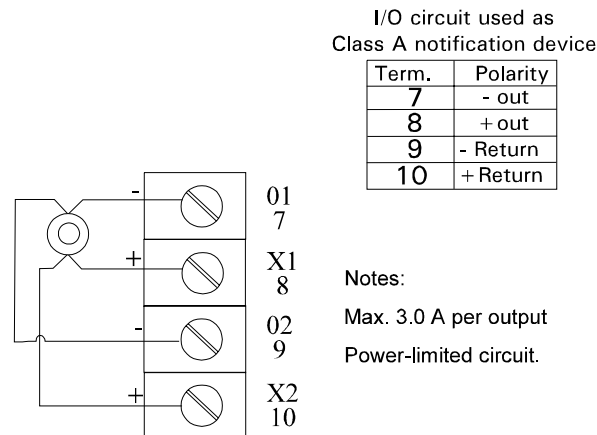 I/O circuit used as
Class A notification device
Term. Polarity
7 - out
8 + out
9 - Return
10 + Return
- 01
7
+ X1
8
- 02
9
+ X2
10
Notes:
Max. 3.0 A per output
Power-limited circuit.